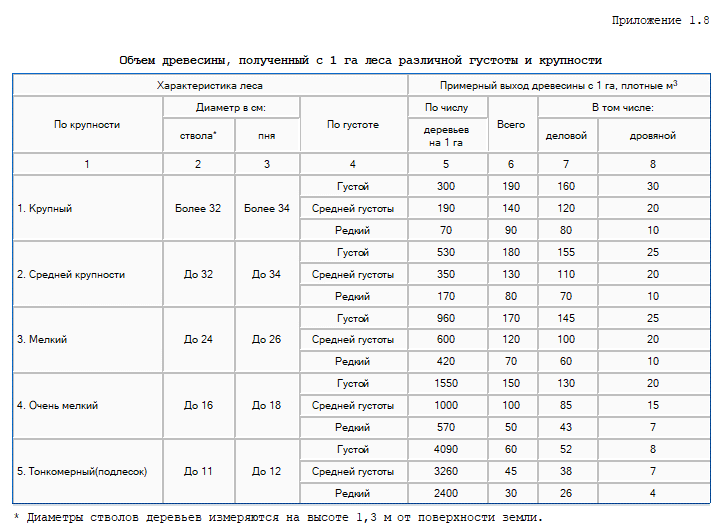 Приложение 1.8
Объем древесины, полученный с 1 га леса различной густоты и крупности
Характеристика леса Примерный выход древесины с 1 га, плотные м3
По крупности Диаметр в см: По густоте По числу деревьев на 1 га Всего В том числе:
ствола* пня деловой дровяной
1 2 3 4 5 6 7 8
1. Крупный Более 32 Более 34 Густой 300 190 160 30
Средней густоты 190 140 120 20
Редкий 70 90 80 10
2. Средней крупности До 32 До 34 Густой 530 180 155 25
Средней густоты 350 130 110 20
Редкий 170 80 70 10
3. Мелкий До 24 До 26 Густой 960 170 145 25
Средней густоты 600 120 100 20
Редкий 420 70 60 10
4. Очень мелкий До 16 До 18 Густой 1550 150 130 20
Средней густоты 1000 100 85 15
Редкий 570 50 43 7
5. Тонкомерный(подлесок) До 11 До 12 Густой 4090 60 52 8
Средней густоты 3260 45 38 7
Редкий 2400 30 26 4
* Диаметры стволов деревьев измеряются на высоте 1,3 м от поверхности земли.